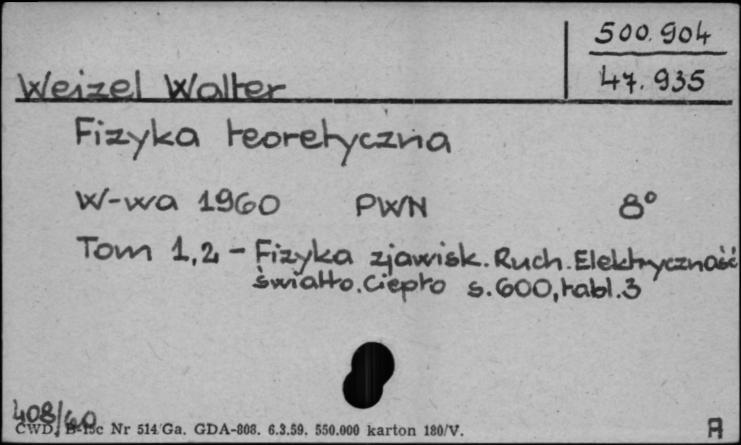 500.904
47.935
Weizel Walter
Fizyka teoretyczna
W-wa 1960 PWN 8°
Tom 1,2 - Fizyka zjawisk. Ruch. Elektryczność
światło. Ciepło s. 600, tabl. 3
408/60
CWD, Nr 514/Ga. GDA-808. 6.3.59. 550.000 karton 180/V.
A